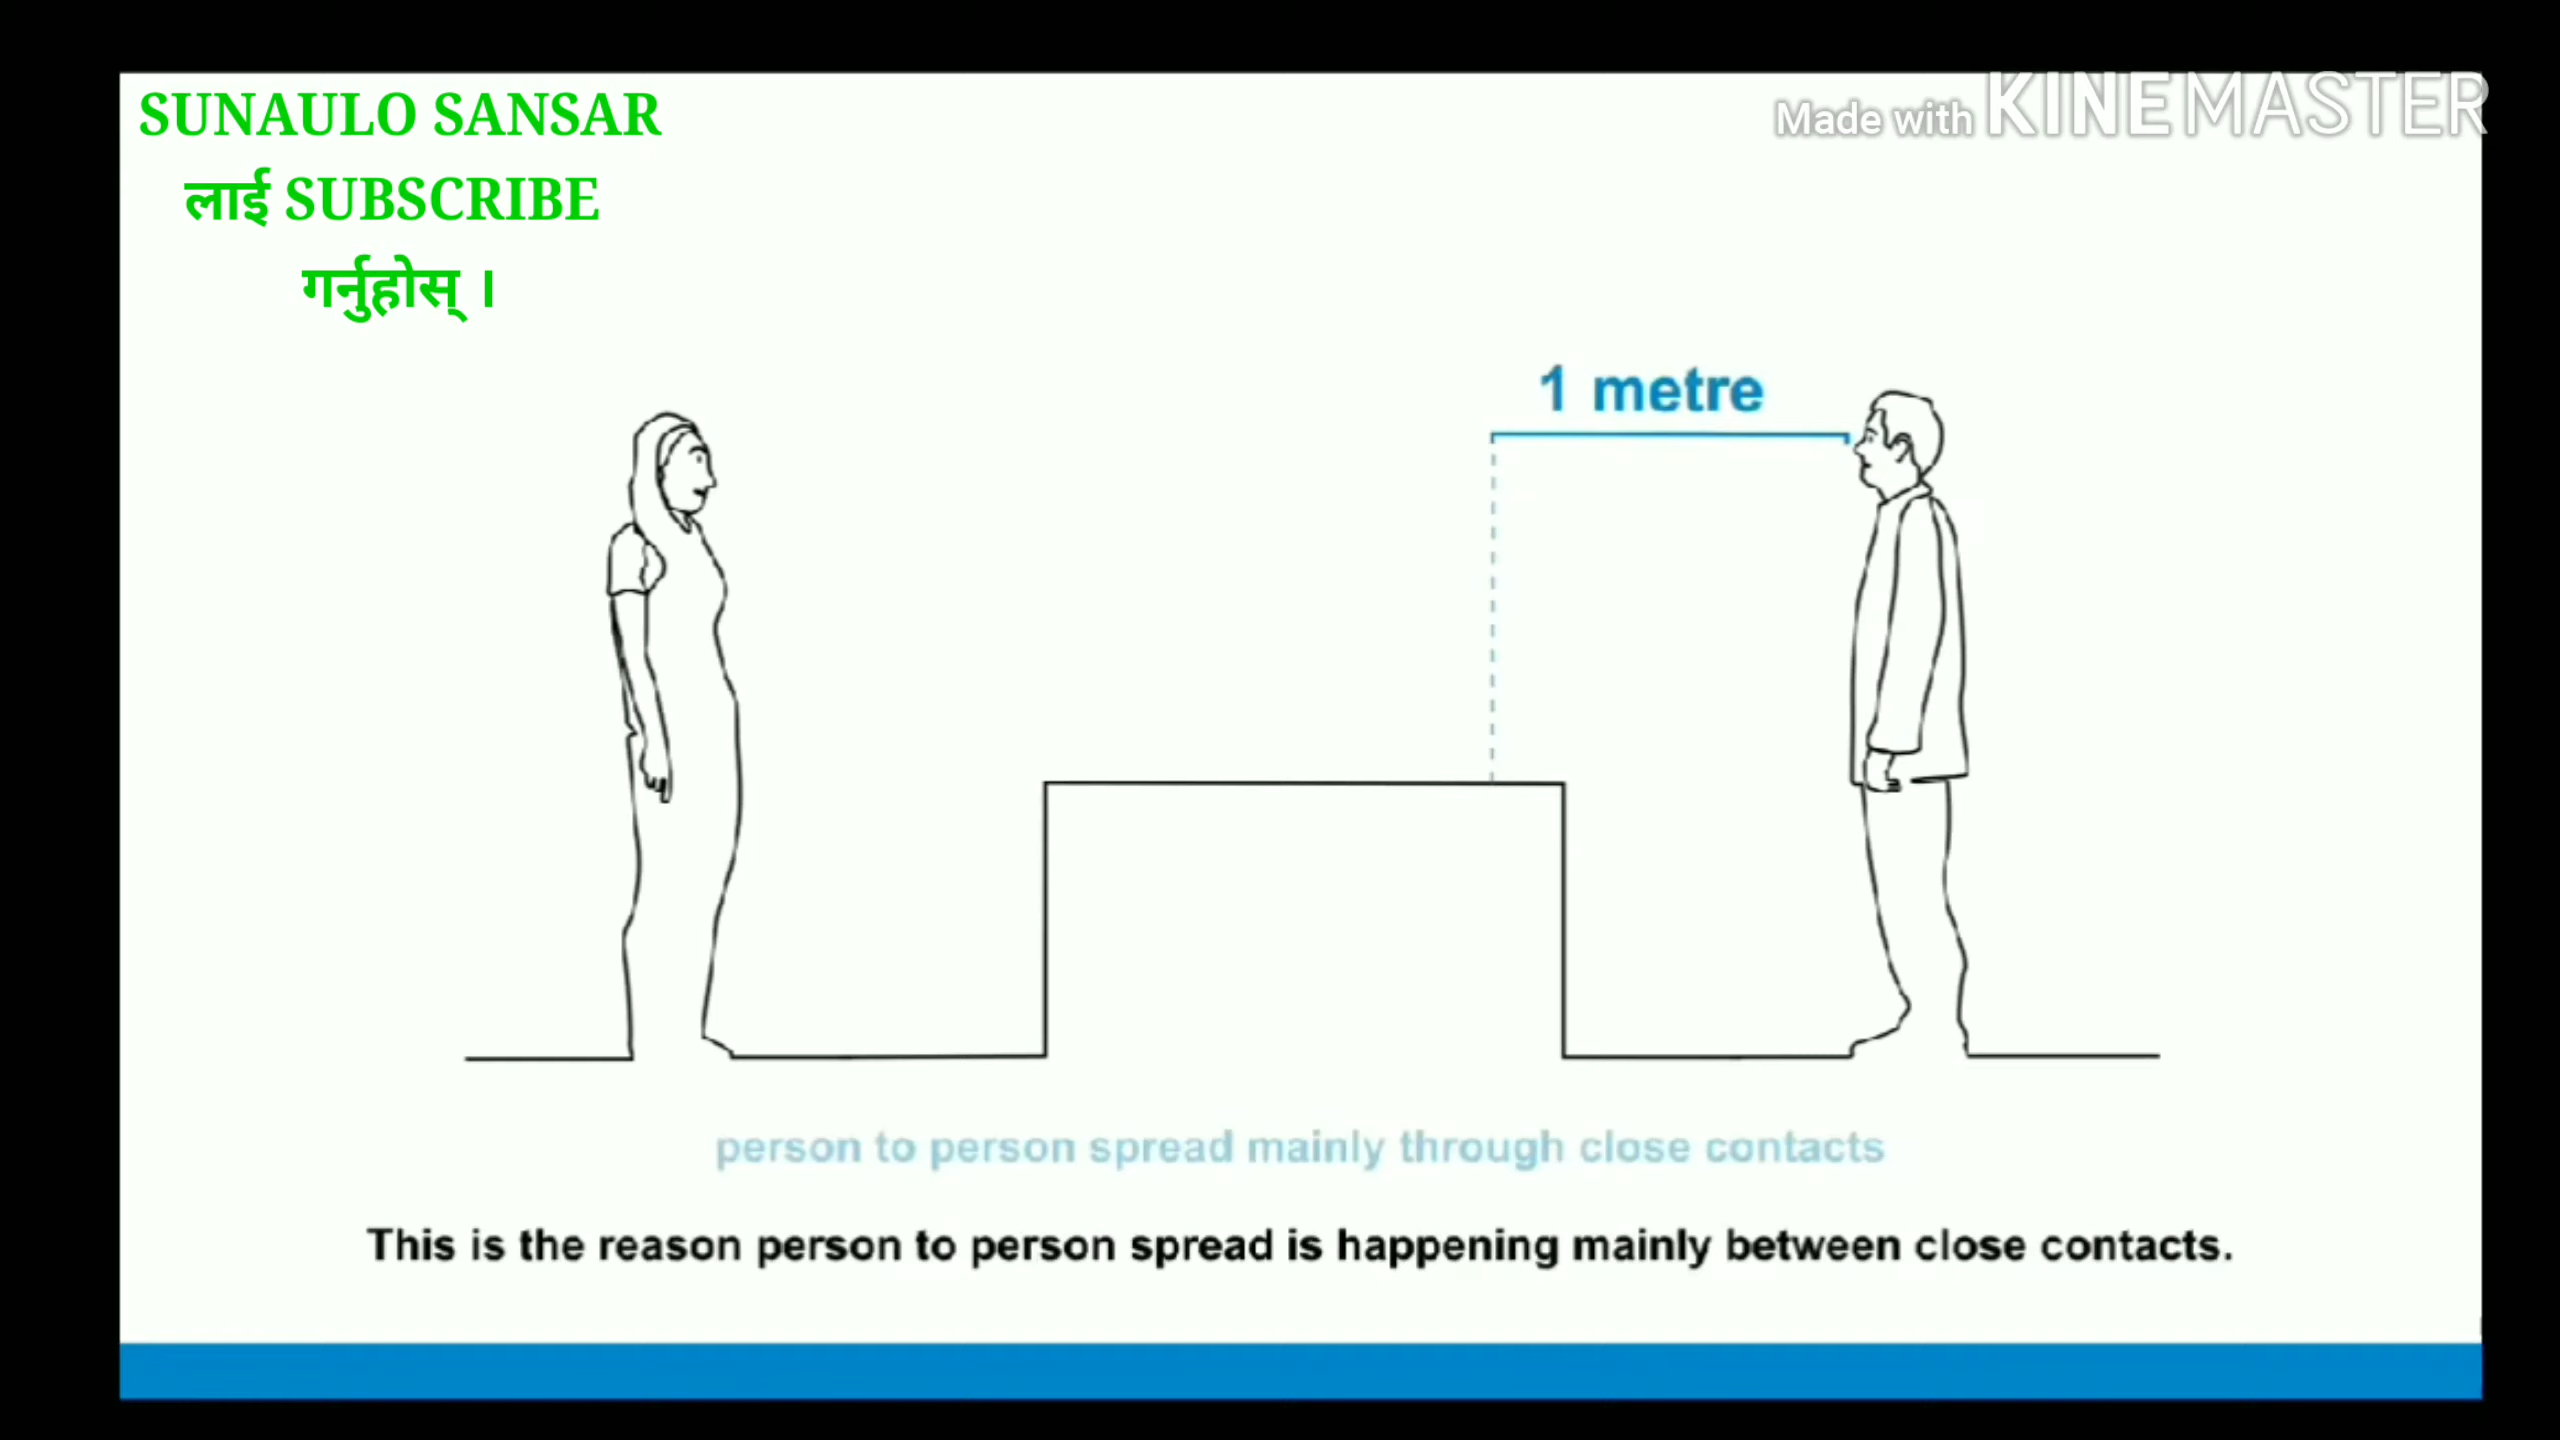 SUNAULO SANSAR
लाई SUBSCRIBE
गर्नुहोस् ।
Made with KINEMASTER
1 metre
person to person spread mainly through close contacts
This is the reason person to person spread is happening mainly between close contacts.